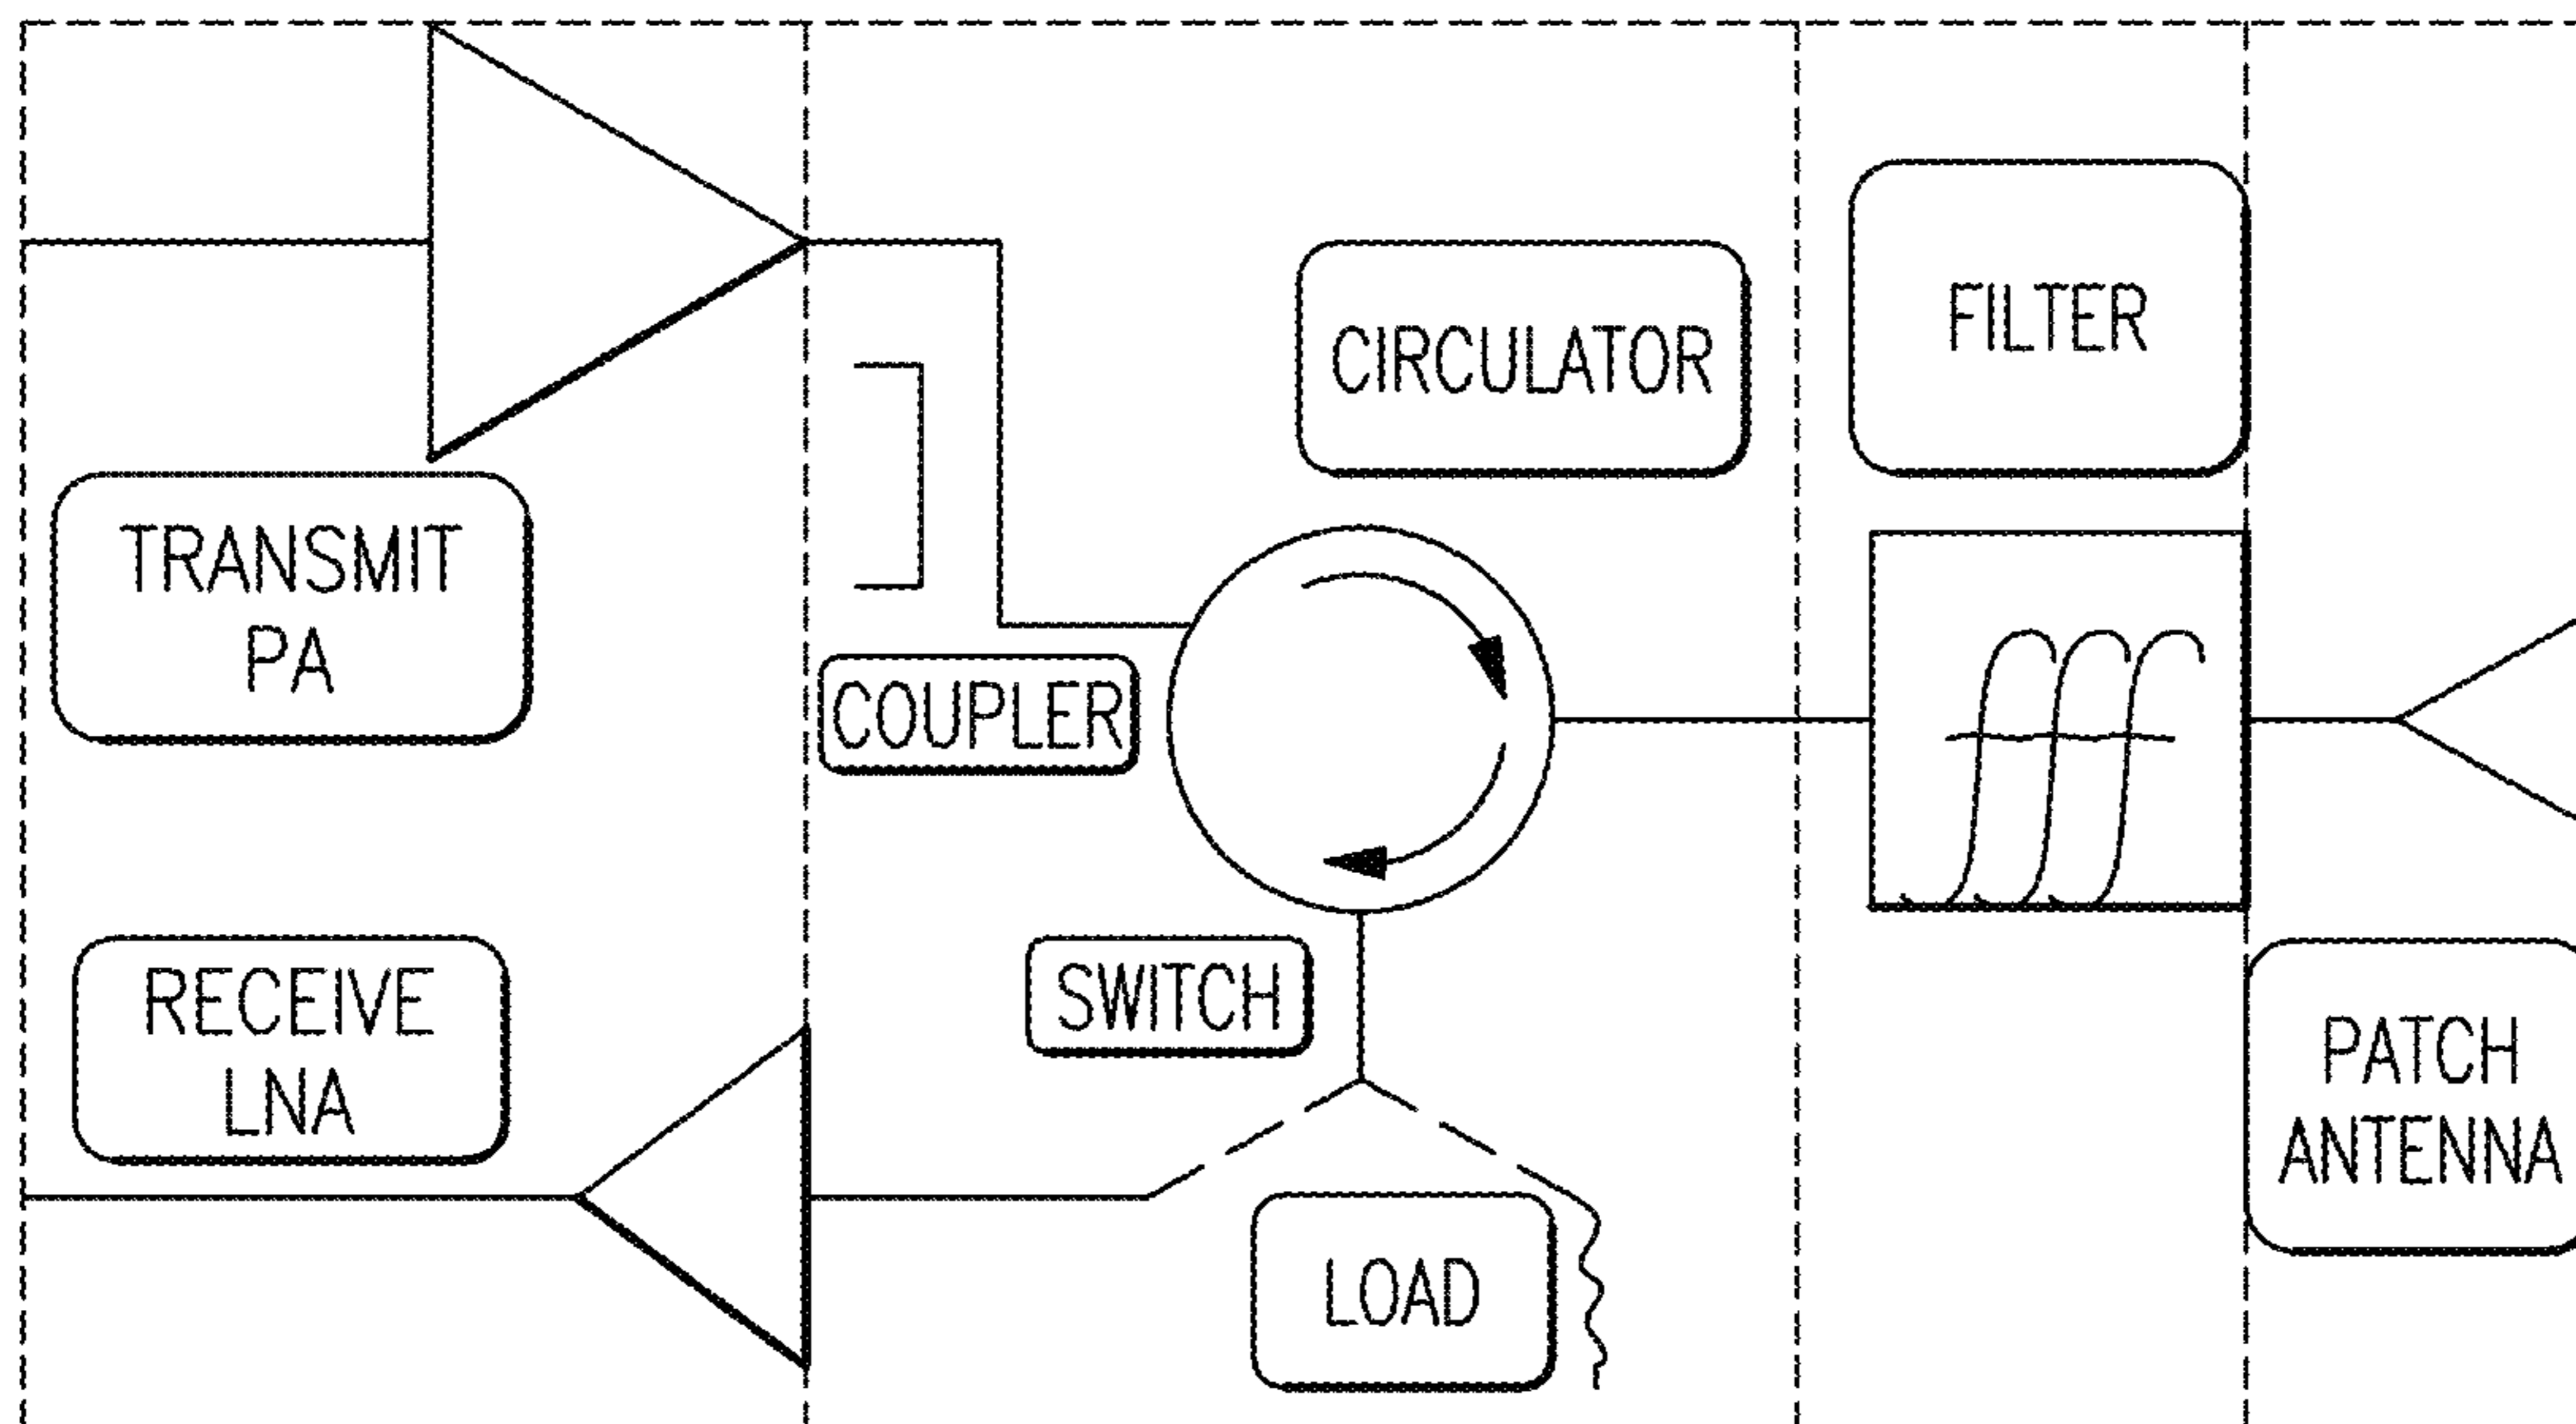 TRANSMIT
PA
COUPLER
CIRCULATOR
FILTER
RECEIVE
LNA
SWITCH
LOAD
PATCH
ANTENNA